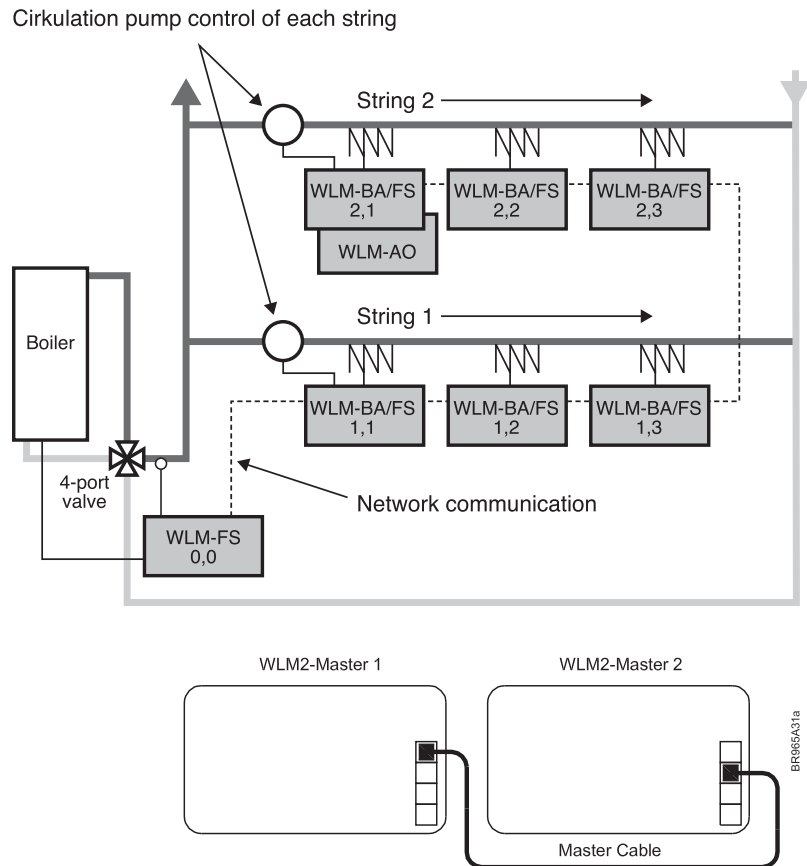 Cirkulation pump control of each string
String 2
WLM-BA/FS
2,1
WLM-BA/FS
2,2
WLM-BA/FS
2,3
WLM-AO
Boiler
String 1
WLM-BA/FS
1,1
WLM-BA/FS
1,2
WLM-BA/FS
1,3
4-port
valve
Network communication
WLM-FS
0,0
WLM2-Master 1
WLM2-Master 2
BR965A31a
Master Cable